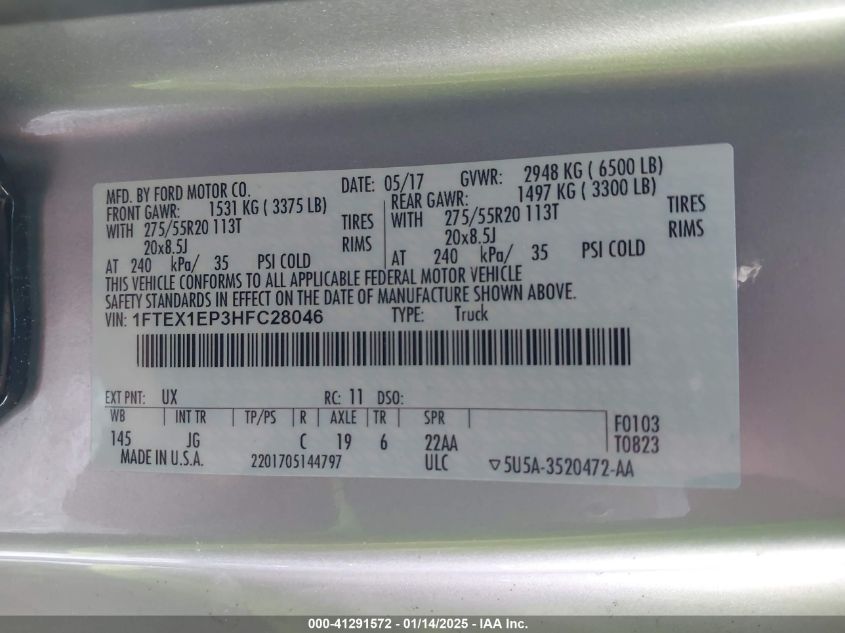 MFD. BY FORD MOTOR CO. DATE: 05/17 GVWR: 2948 KG ( 6500 LB)
FRONT GAWR: 1531 KG ( 3375 LB) REAR GAWR: 1497 KG ( 3300 LB)
WITH 275/55R20 113T TIRES WITH 275/55R20 113T TIRES
20x8.5J RIMS 20x8.5J RIMS
AT 240 kPa/ 35 PSI COLD AT 240 kPa/ 35 PSI COLD
THIS VEHICLE CONFORMS TO ALL APPLICABLE FEDERAL MOTOR VEHICLE
SAFETY STANDARDS IN EFFECT ON THE DATE OF MANUFACTURE SHOWN ABOVE.
VIN: 1FTEX1EP3HFC28046 TYPE: Truck
EXT PNT: UX RC: 11 DSO:
WB INT TR TP/PS R AXLE TR SPR F0103
145 JG C 19 6 22AA T0823
MADE IN U.S.A. 2201705144797 ULC ▽5U5A-3520472-AA
000-41291572 - 01/14/2025 - IAA Inc.